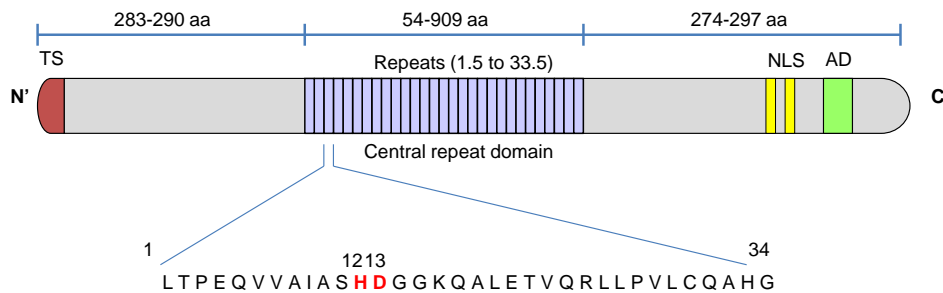 283-290 aa 54-909 aa 274-297 aa
TS Repeats (1.5 to 33.5) NLS AD
N’ C
Central repeat domain
1 1213 34
L T P E Q V V A I A S H D G G K Q A L E T V Q R L L P V L C Q A H G